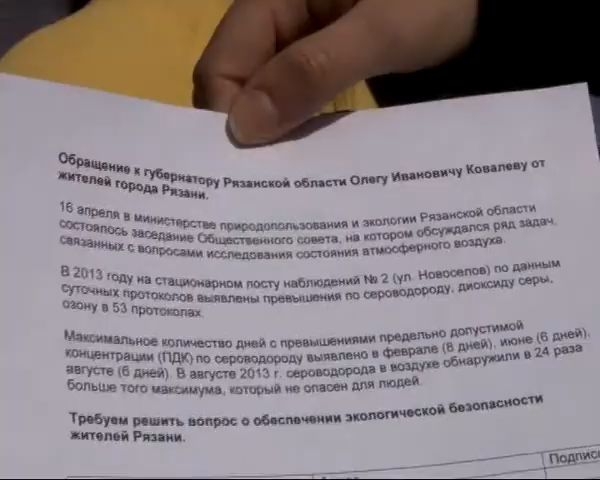 Обращение к губернатору Рязанской области Олегу Ивановичу Ковалеву от
жителей города Рязани.
16 апреля в министерстве природопользования и экологии Рязанской области
состоялось заседание Общественного совета, на котором обсуждался ряд задач,
связанных с вопросами исследования состояния атмосферного воздуха.
В 2013 году на стационарном посту наблюдений № 2 (ул. Новоселов) по данным
суточных протоколов выявлены превышения по сероводороду, диоксиду серы,
озону в 53 протоколах.
Максимальное количество дней с превышениями предельно допустимой
концентрации (ПДК) по сероводороду выявлено в феврале (8 дней), июне (6 дней),
августе (6 дней). В августе 2013 г. сероводорода в воздухе обнаружили в 24 раза
больше того максимума, который не опасен для людей.
Требуем решить вопрос о обеспечении экологической безопасности
жителей Рязани.
Подпис